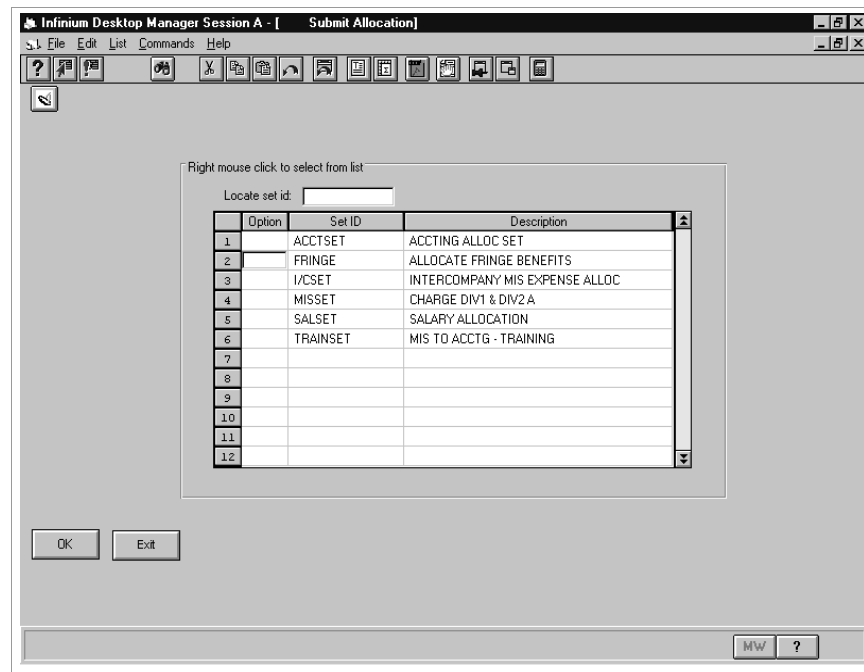 Infinium Desktop Manager Session A - [ Submit Allocation]
File Edit List Commands Help
Right mouse click to select from list
Locate set id:
Option Set ID Description
1 ACCTSET ACCTING ALLOC SET
2 FRINGE ALLOCATE FRINGE BENEFITS
3 I/CSET INTERCOMPANY MIS EXPENSE ALLOC
4 MISSET CHARGE DIV1 & DIV2 A
5 SALSET SALARY ALLOCATION
6 TRAINSET MIS TO ACCTG - TRAINING
7
8
9
10
11
12
OK Exit
MW ?